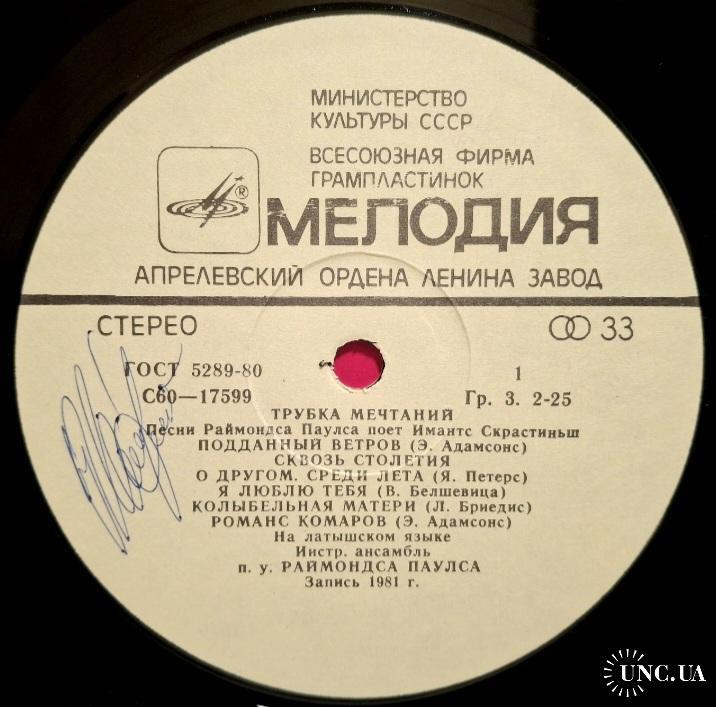 МИНИСТЕРСТВО
КУЛЬТУРЫ СССР
ВСЕСОЮЗНАЯ ФИРМА
ГРАМПЛАСТИНОК
®
МЕЛОДИЯ
АПРЕЛЕВСКИЙ ОРДЕНА ЛЕНИНА ЗАВОД
СТЕРЕО 33
ГОСТ 5289-80 1
С60—17599 Гр. 3. 2-25
ТРУБКА МЕЧТАНИЙ
Песни Раймондса Паулса поет Имантс Скрастиньш
ПОДДАННЫЙ ВЕТРОВ (Э. Адамсонс)
СКВОЗЬ СТОЛЕТИЯ
О ДРУГОМ. СРЕДИ ЛЕТА (Я. Петерс)
Я ЛЮБЛЮ ТЕБЯ (В. Белшевица)
КОЛЫБЕЛЬНАЯ МАТЕРИ (Л. Бриедис)
РОМАНС КОМАРОВ (Э. Адамсонс)
На латышском языке
Инстр. ансамбль
п. у. РАЙМОНДСА ПАУЛСА
Запись 1981 г.
UNC.UA